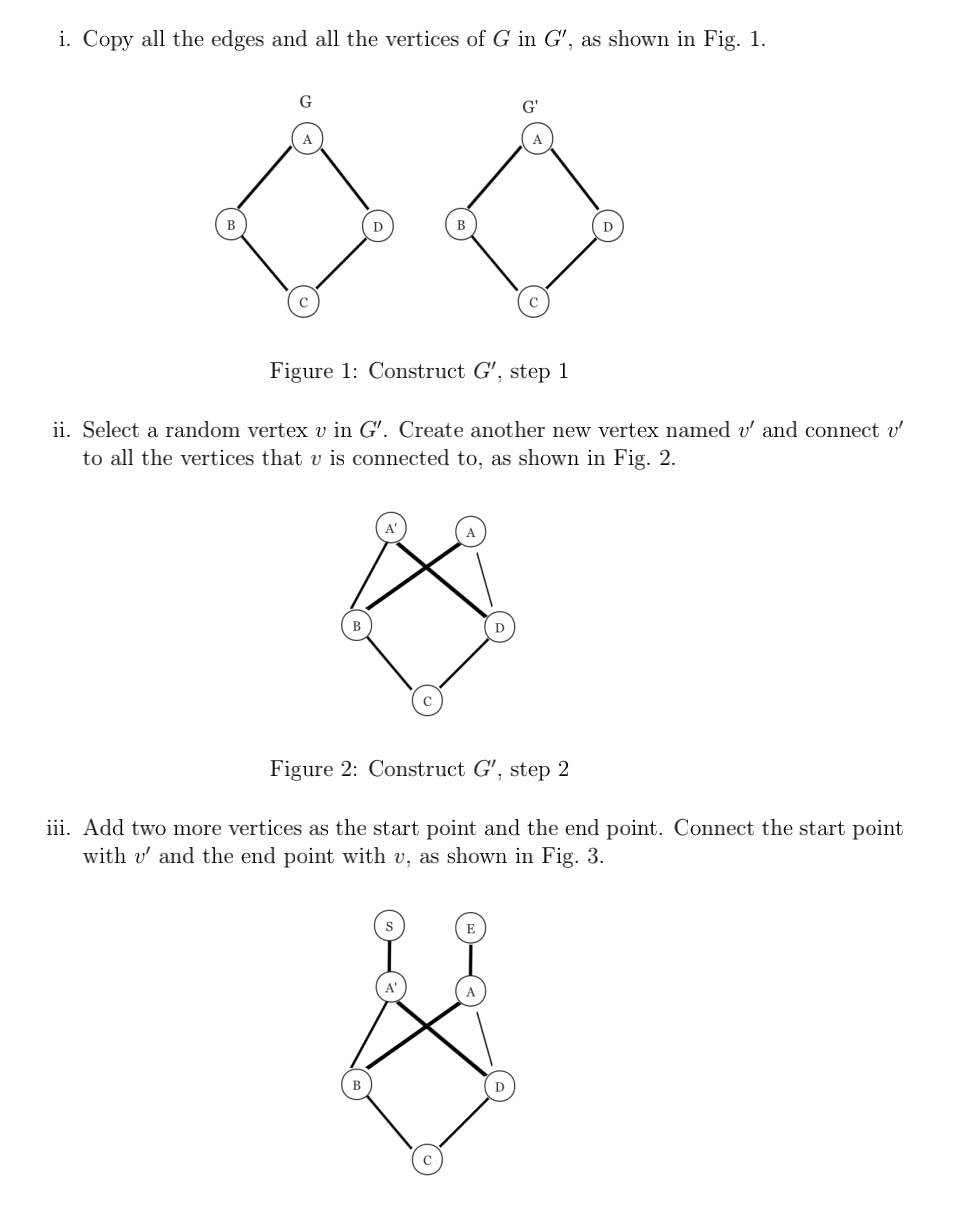 i. Copy all the edges and all the vertices of G in G′, as shown in Fig. 1.
G
G'
A
A
B
D
B
D
C
C
Figure 1: Construct G′, step 1
ii. Select a random vertex v in G′. Create another new vertex named v′ and connect v′
to all the vertices that v is connected to, as shown in Fig. 2.
A'
A
B
D
C
Figure 2: Construct G′, step 2
iii. Add two more vertices as the start point and the end point. Connect the start point
with v′ and the end point with v, as shown in Fig. 3.
S
E
A'
A
B
D
C